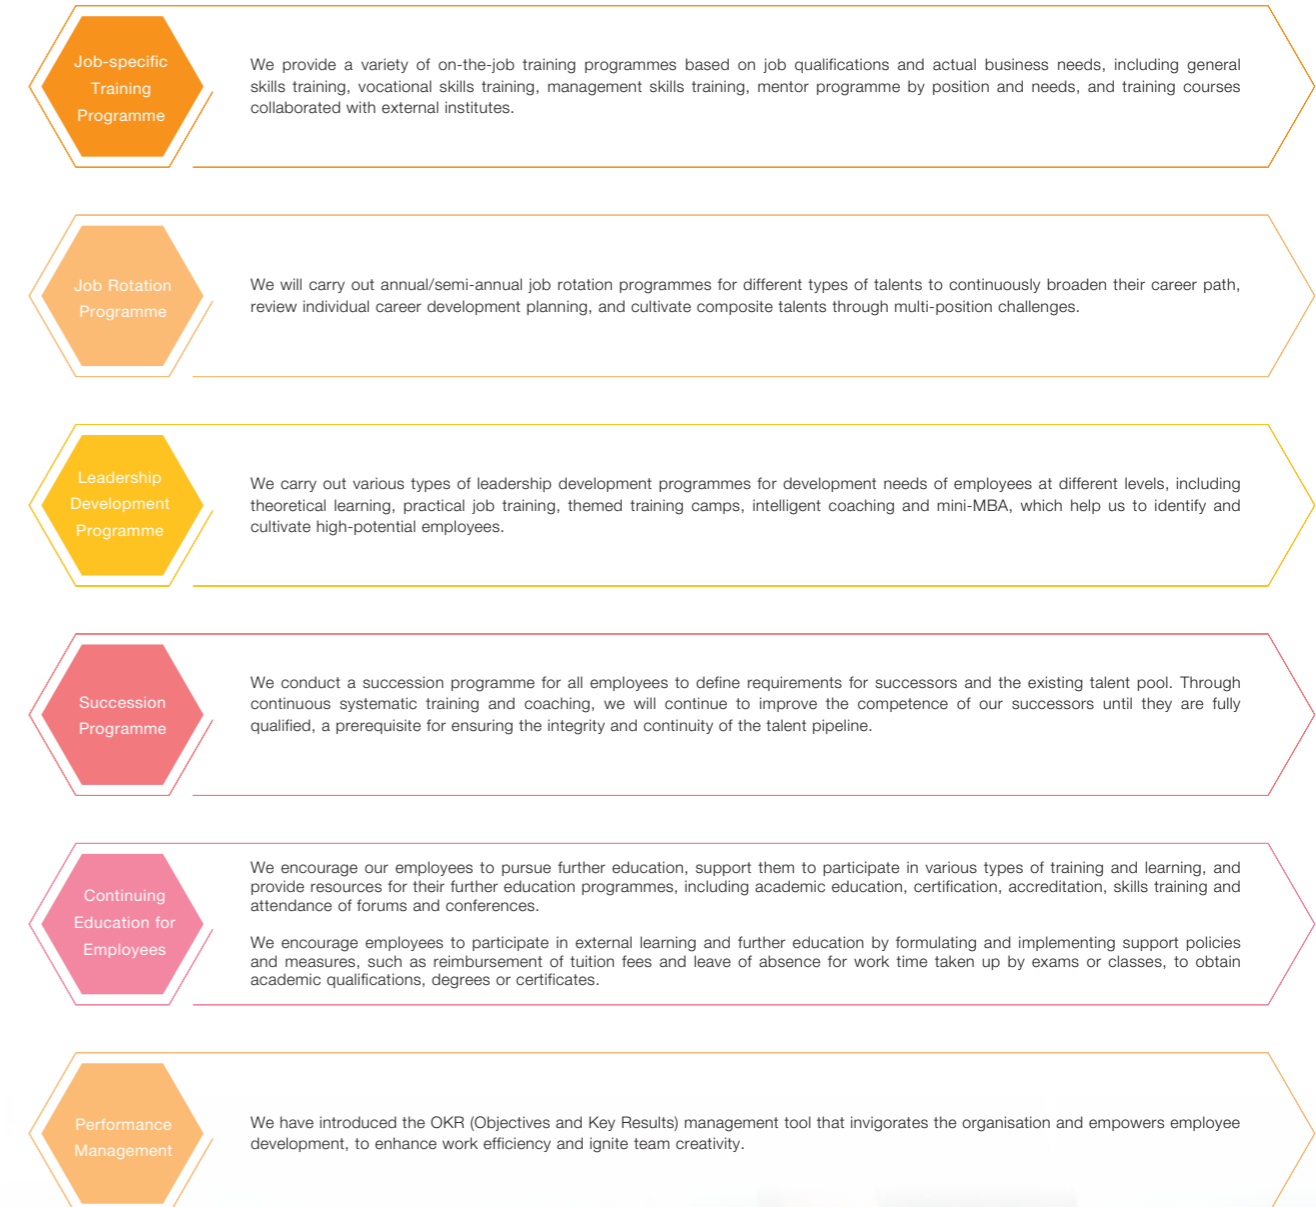 Job-specific
Training
Programme
We provide a variety of on-the-job training programmes based on job qualifications and actual business needs, including general
skills training, vocational skills training, management skills training, mentor programme by position and needs, and training courses
collaborated with external institutes.
Job Rotation
Programme
We will carry out annual/semi-annual job rotation programmes for different types of talents to continuously broaden their career path,
review individual career development planning, and cultivate composite talents through multi-position challenges.
Leadership
Development
Programme
We carry out various types of leadership development programmes for development needs of employees at different levels, including
theoretical learning, practical job training, themed training camps, intelligent coaching and mini-MBA, which help us to identify and
cultivate high-potential employees.
Succession
Programme
We conduct a succession programme for all employees to define requirements for successors and the existing talent pool. Through
continuous systematic training and coaching, we will continue to improve the competence of our successors until they are fully
qualified, a prerequisite for ensuring the integrity and continuity of the talent pipeline.
Continuing
Education for
Employees
We encourage our employees to pursue further education, support them to participate in various types of training and learning, and
provide resources for their further education programmes, including academic education, certification, accreditation, skills training and
attendance of forums and conferences.
We encourage employees to participate in external learning and further education by formulating and implementing support policies
and measures, such as reimbursement of tuition fees and leave of absence for work time taken up by exams or classes, to obtain
academic qualifications, degrees or certificates.
Performance
Management
We have introduced the OKR (Objectives and Key Results) management tool that invigorates the organisation and empowers employee
development, to enhance work efficiency and ignite team creativity.